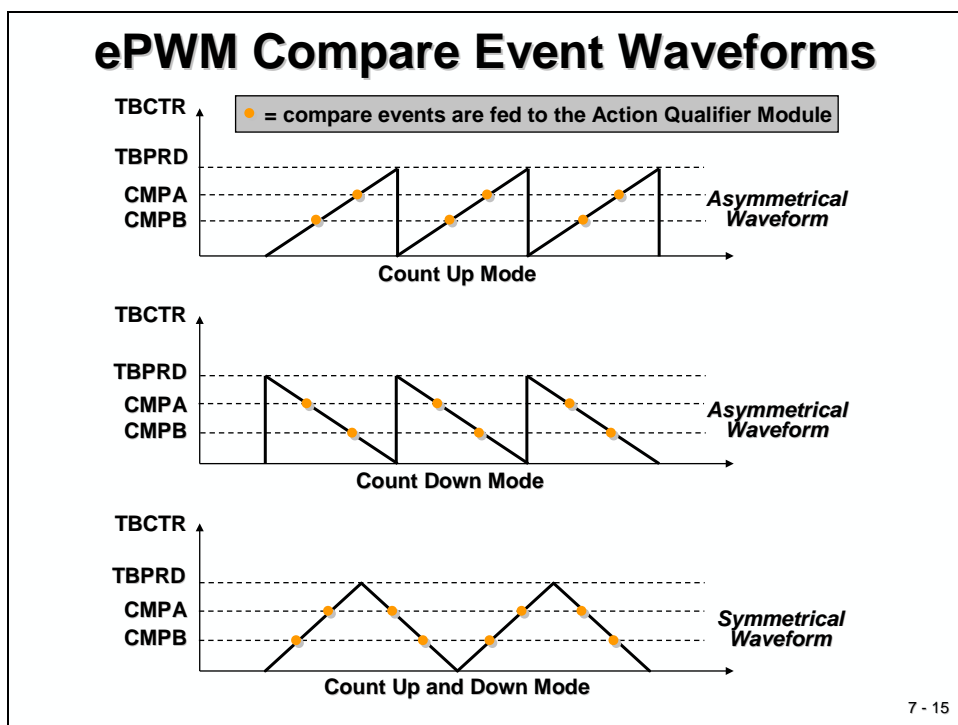 ePWM Compare Event Waveforms
TBCTR
= compare events are fed to the Action Qualifier Module
TBPRD
CMPA
CMPB
Asymmetrical
Waveform
Count Up Mode
TBCTR
TBPRD
CMPA
CMPB
Asymmetrical
Waveform
Count Down Mode
TBCTR
TBPRD
CMPA
CMPB
Symmetrical
Waveform
Count Up and Down Mode
7 - 15